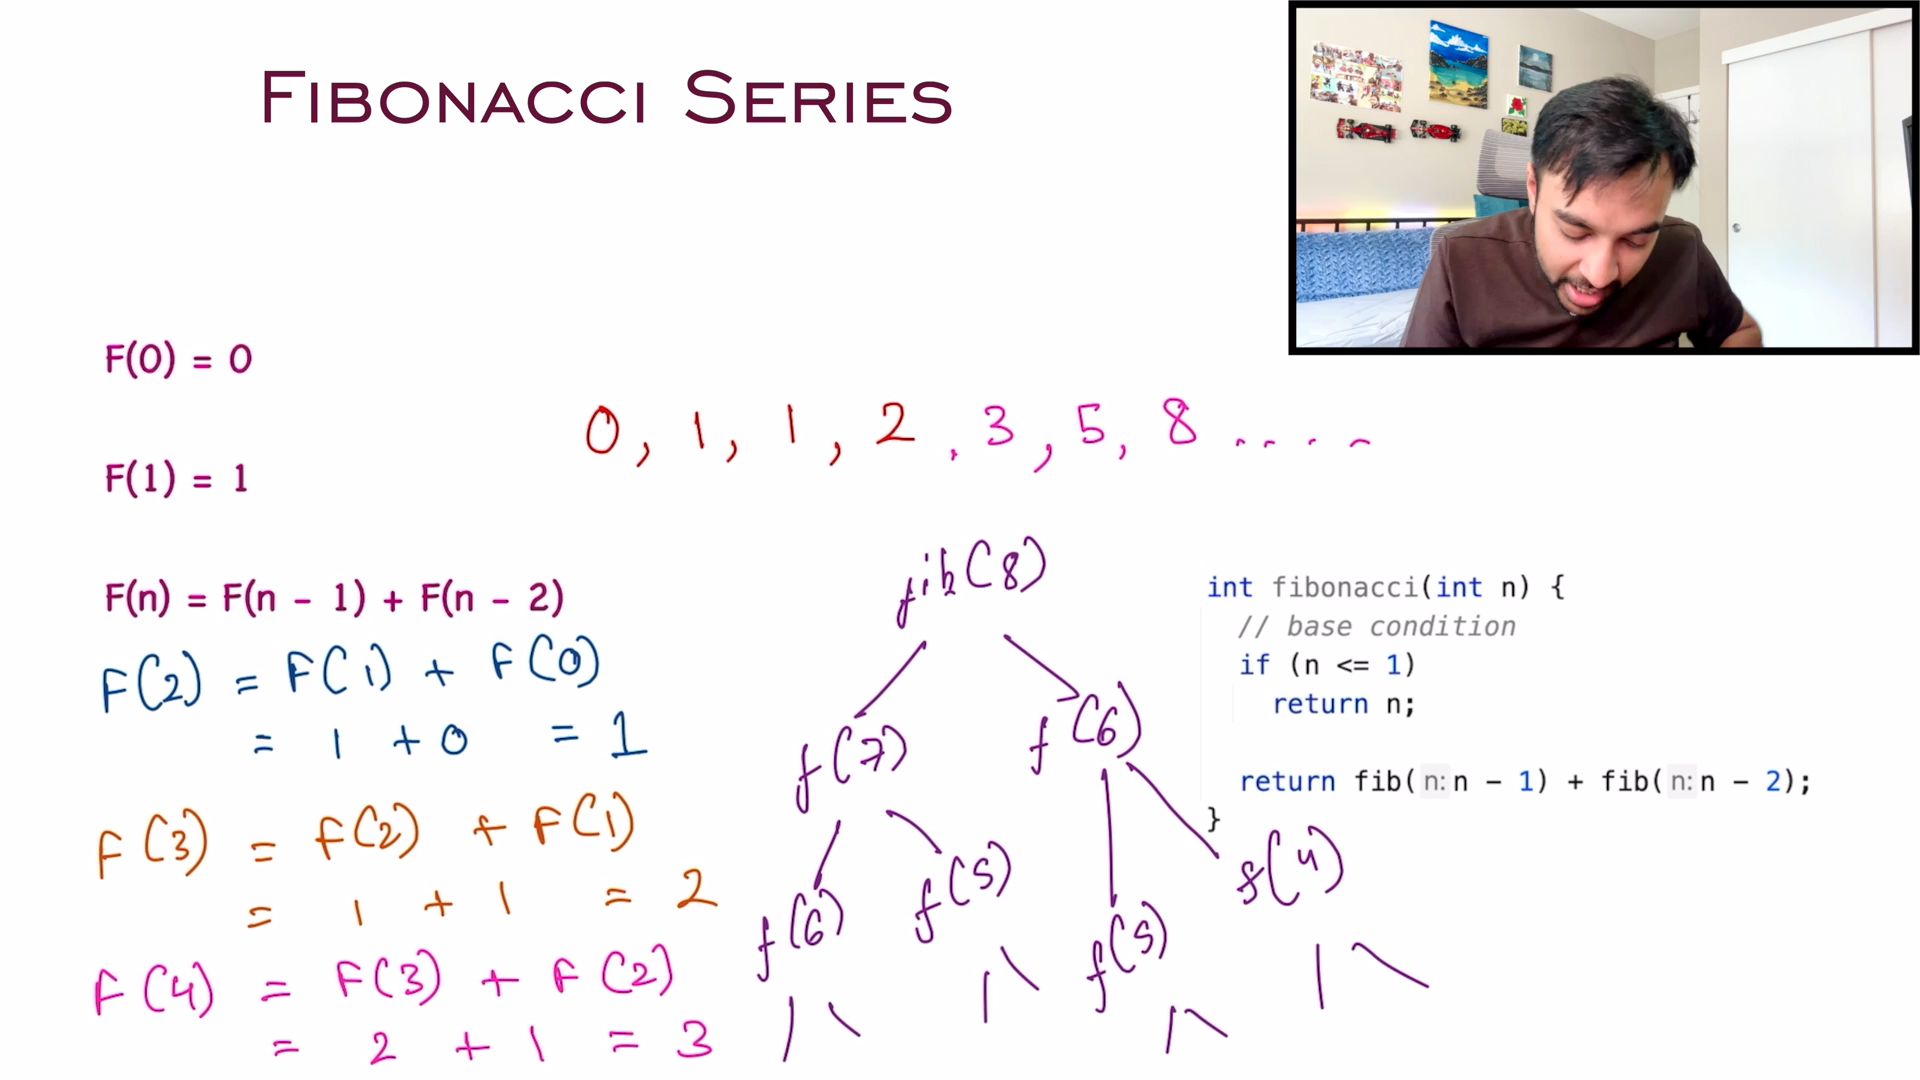 FIBONACCI SERIES
F(0) = 0
0, 1, 1, 2, 3, 5, 8 ....
F(1) = 1
F(n) = F(n - 1) + F(n - 2)
F(2) = F(1) + F(0)
= 1 + 0 = 1
F(3) = F(2) + F(1)
= 1 + 1 = 2
F(4) = F(3) + F(2)
= 2 + 1 = 3
fib(8)
f(7) f(6)
f(6) f(5) f(5) f(4)
int fibonacci(int n) {
// base condition
if (n <= 1)
return n;
return fib( n: n - 1) + fib( n: n - 2);
}